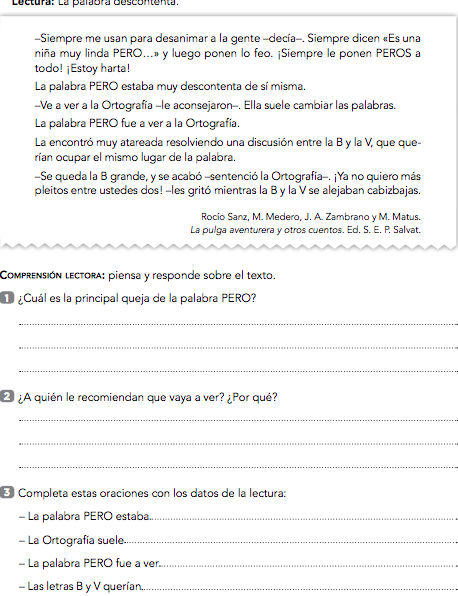 Lectura: La palabra descontenta.
–Siempre me usan para desanimar a la gente –decía–. Siempre dicen «Es una
niña muy linda PERO...» y luego ponen lo feo. ¡Siempre le ponen PEROS a
todo! ¡Estoy harta!
La palabra PERO estaba muy descontenta de sí misma.
–Ve a ver a la Ortografía –le aconsejaron–. Ella suele cambiar las palabras.
La palabra PERO fue a ver a la Ortografía.
La encontró muy atareada resolviendo una discusión entre la B y la V, que que-
rían ocupar el mismo lugar de la palabra.
–Se queda la B grande, y se acabó –sentenció la Ortografía–. ¡Ya no quiero más
pleitos entre ustedes dos! –les gritó mientras la B y la V se alejaban cabizbajas.
Rocío Sanz, M. Medero, J. A. Zambrano y M. Matus.
La pulga aventurera y otros cuentos. Ed. S. E. P. Salvat.
COMPRENSIÓN LECTORA: piensa y responde sobre el texto.
1 ¿Cuál es la principal queja de la palabra PERO?
2 ¿A quién le recomiendan que vaya a ver? ¿Por qué?
3 Completa estas oraciones con los datos de la lectura:
– La palabra PERO estaba
– La Ortografía suele
– La palabra PERO fue a ver
– Las letras B y V querían